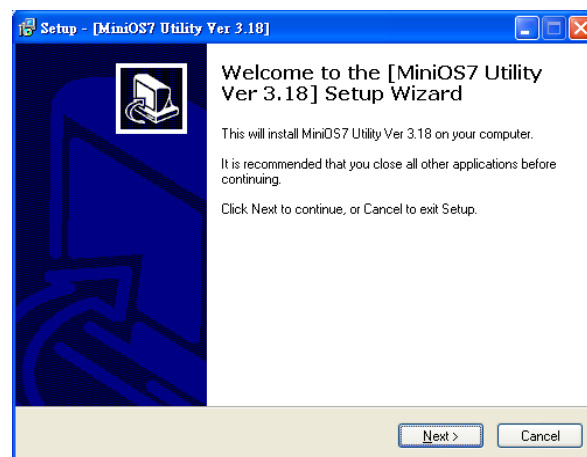 Setup - [MiniOS7 Utility Ver 3.18]
Welcome to the [MiniOS7 Utility
Ver 3.18] Setup Wizard
This will install MiniOS7 Utility Ver 3.18 on your computer.
It is recommended that you close all other applications before
continuing.
Click Next to continue, or Cancel to exit Setup.
Next >
Cancel